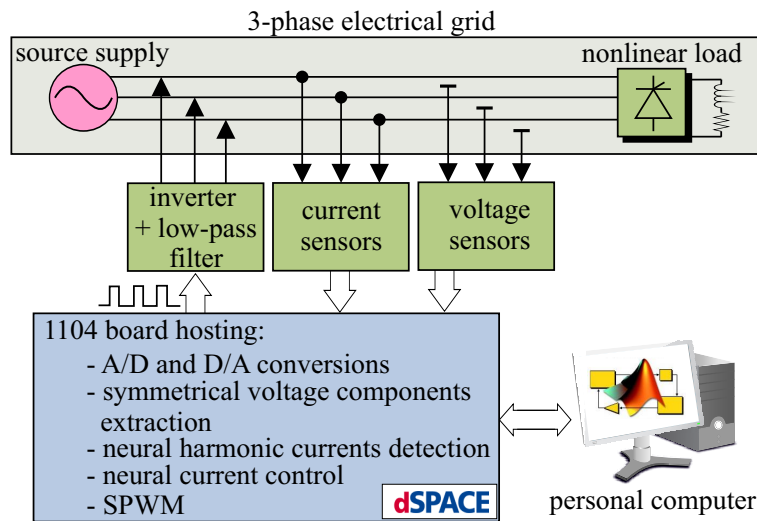 3-phase electrical grid
source supply
nonlinear load
inverter
+ low-pass
filter
current
sensors
voltage
sensors
1104 board hosting:
- A/D and D/A conversions
- symmetrical voltage components
extraction
- neural harmonic currents detection
- neural current control
- SPWM
dSPACE
personal computer